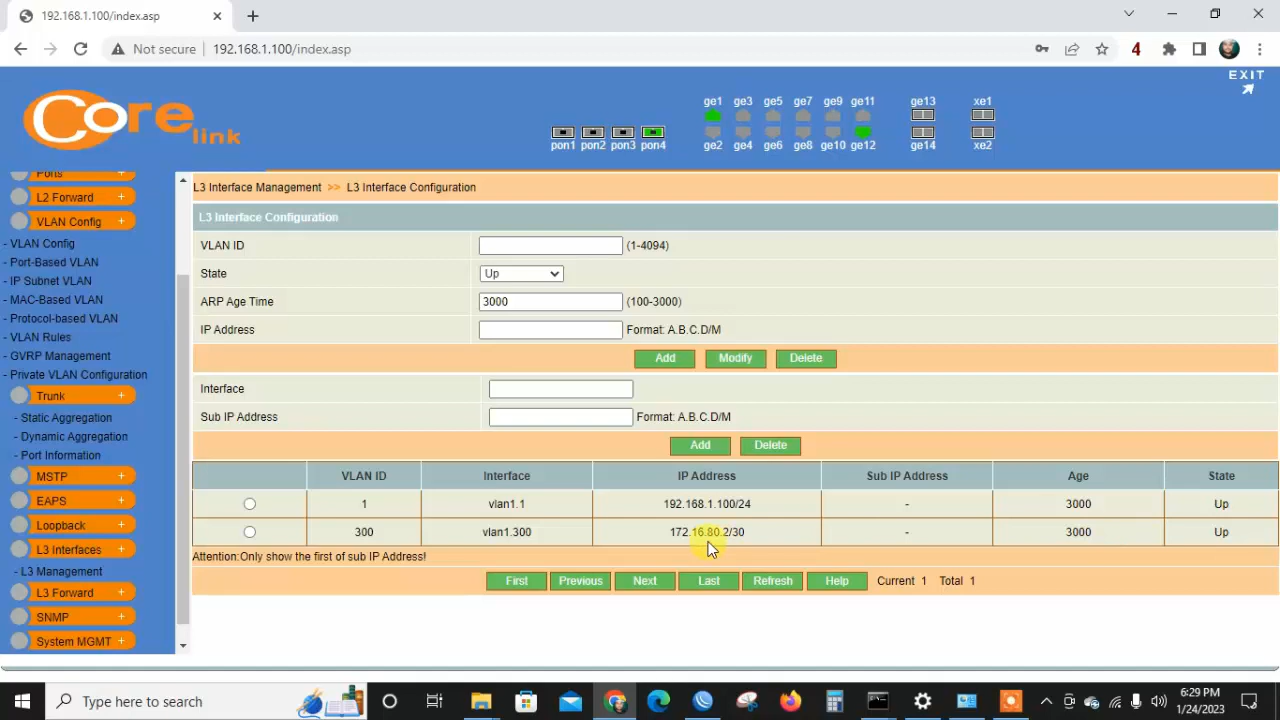 192.168.1.100/index.asp
Not secure 192.168.1.100/index.asp
4
EXIT
Core link
ge1 ge3 ge5 ge7 ge9 ge11 ge13 xe1
pon1 pon2 pon3 pon4 ge2 ge4 ge6 ge8 ge10 ge12 ge14 xe2
Ports +
L2 Forward +
VLAN Config +
- VLAN Config
- Port-Based VLAN
- IP Subnet VLAN
- MAC-Based VLAN
- Protocol-based VLAN
- VLAN Rules
- GVRP Management
- Private VLAN Configuration
Trunk +
- Static Aggregation
- Dynamic Aggregation
- Port Information
MSTP +
EAPS +
Loopback +
L3 Interfaces +
- L3 Management
L3 Forward +
SNMP +
System MGMT +
L3 Interface Management >> L3 Interface Configuration
L3 Interface Configuration
VLAN ID (1-4094)
State Up
ARP Age Time 3000 (100-3000)
IP Address Format: A.B.C.D/M
Add Modify Delete
Interface
Sub IP Address Format: A.B.C.D/M
Add Delete
VLAN ID Interface IP Address Sub IP Address Age State
1 vlan1.1 192.168.1.100/24 - 3000 Up
300 vlan1.300 172.16.80.2/30 - 3000 Up
Attention:Only show the first of sub IP Address!
First Previous Next Last Refresh Help Current 1 Total 1
Type here to search
6:29 PM
1/24/2023